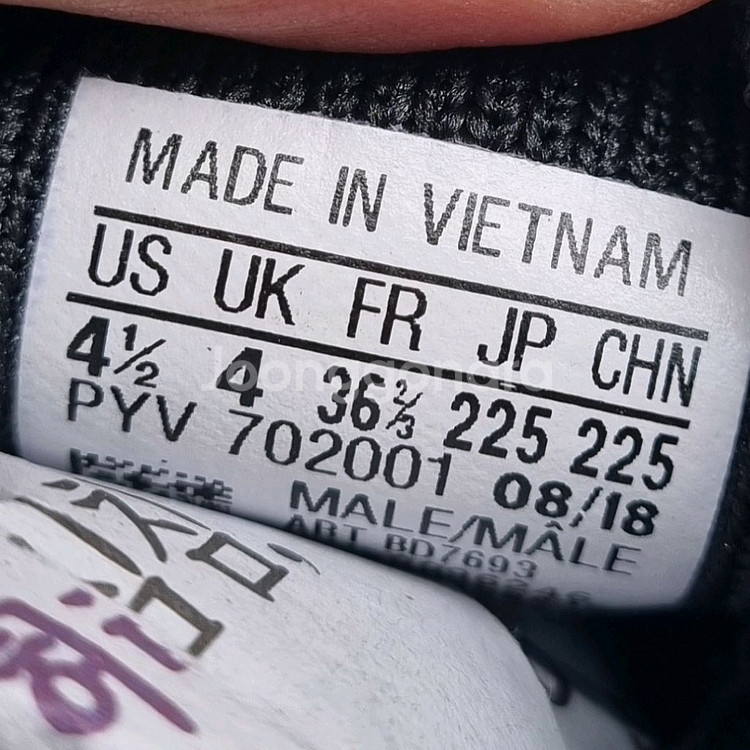 MADE IN VIETNAM
US UK FR JP CHN
4½ 4 36⅔ 225 225
Joonggonara
PYV 702001 08/18
MALE/MÂLE
ART BD7693